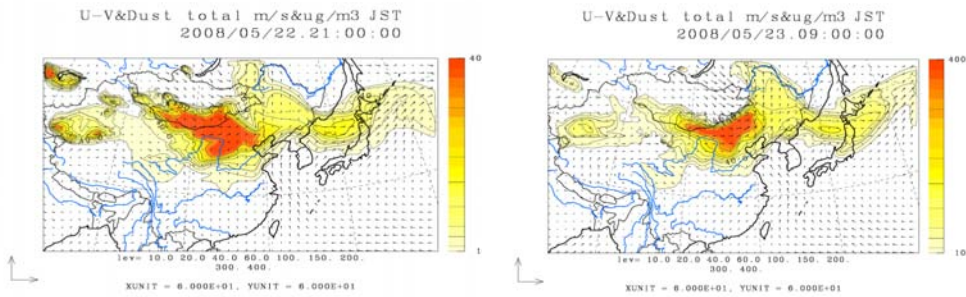 U-V&Dust total m/s&ug/m3 JST
2008/05/22.21:00:00:00
40
1
lev= 10.0 20.0 40.0 60.0 100. 150. 200.
300. 400.
XUNIT = 6.000E+01, YUNIT = 6.000E+01
U-V&Dust total m/s&ug/m3 JST
2008/05/23.09:00:00:00
400
10
lev= 10.0 20.0 40.0 60.0 100. 150. 200.
300. 400.
XUNIT = 6.000E+01, YUNIT = 6.000E+01